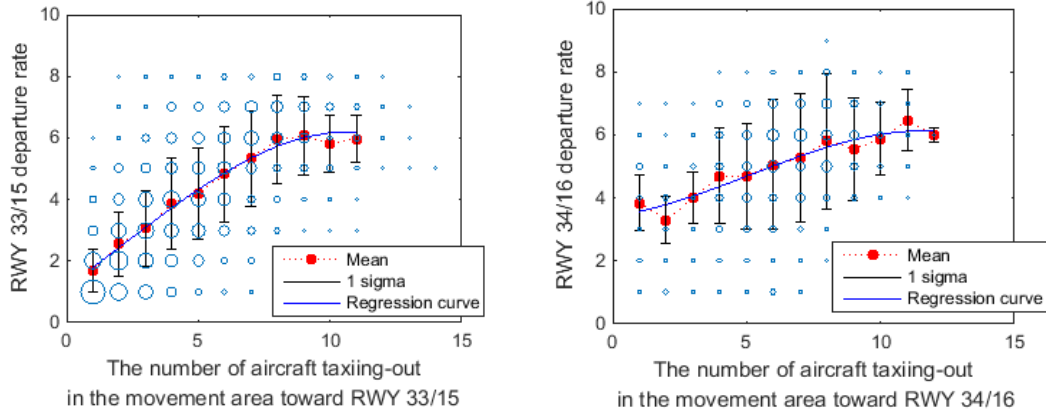 10
8
6
4
2
0
RWY 33/15 departure rate
Mean
1 sigma
Regression curve
0 5 10 15
The number of aircraft taxiing-out
in the movement area toward RWY 33/15
10
8
6
4
2
0
RWY 34/16 departure rate
Mean
1 sigma
Regression curve
0 5 10 15
The number of aircraft taxiing-out
in the movement area toward RWY 34/16